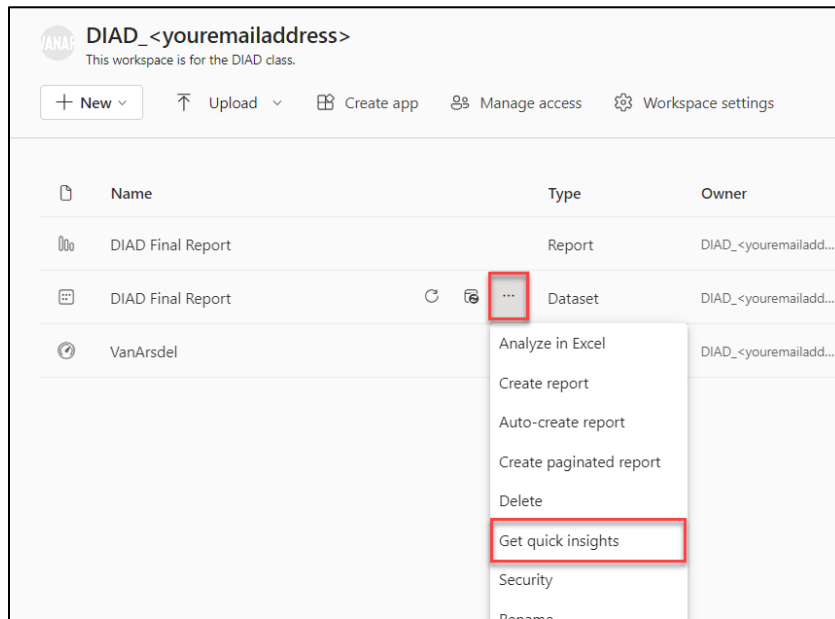 VANAR
DIAD_<youremailaddress>
This workspace is for the DIAD class.
New Upload Create app Manage access Workspace settings
Name Type Owner
DIAD Final Report Report DIAD_<youremailadd...
DIAD Final Report ... Dataset DIAD_<youremailadd...
VanArsdel DIAD_<youremailadd...
Analyze in Excel
Create report
Auto-create report
Create paginated report
Delete
Get quick insights
Security
Rename